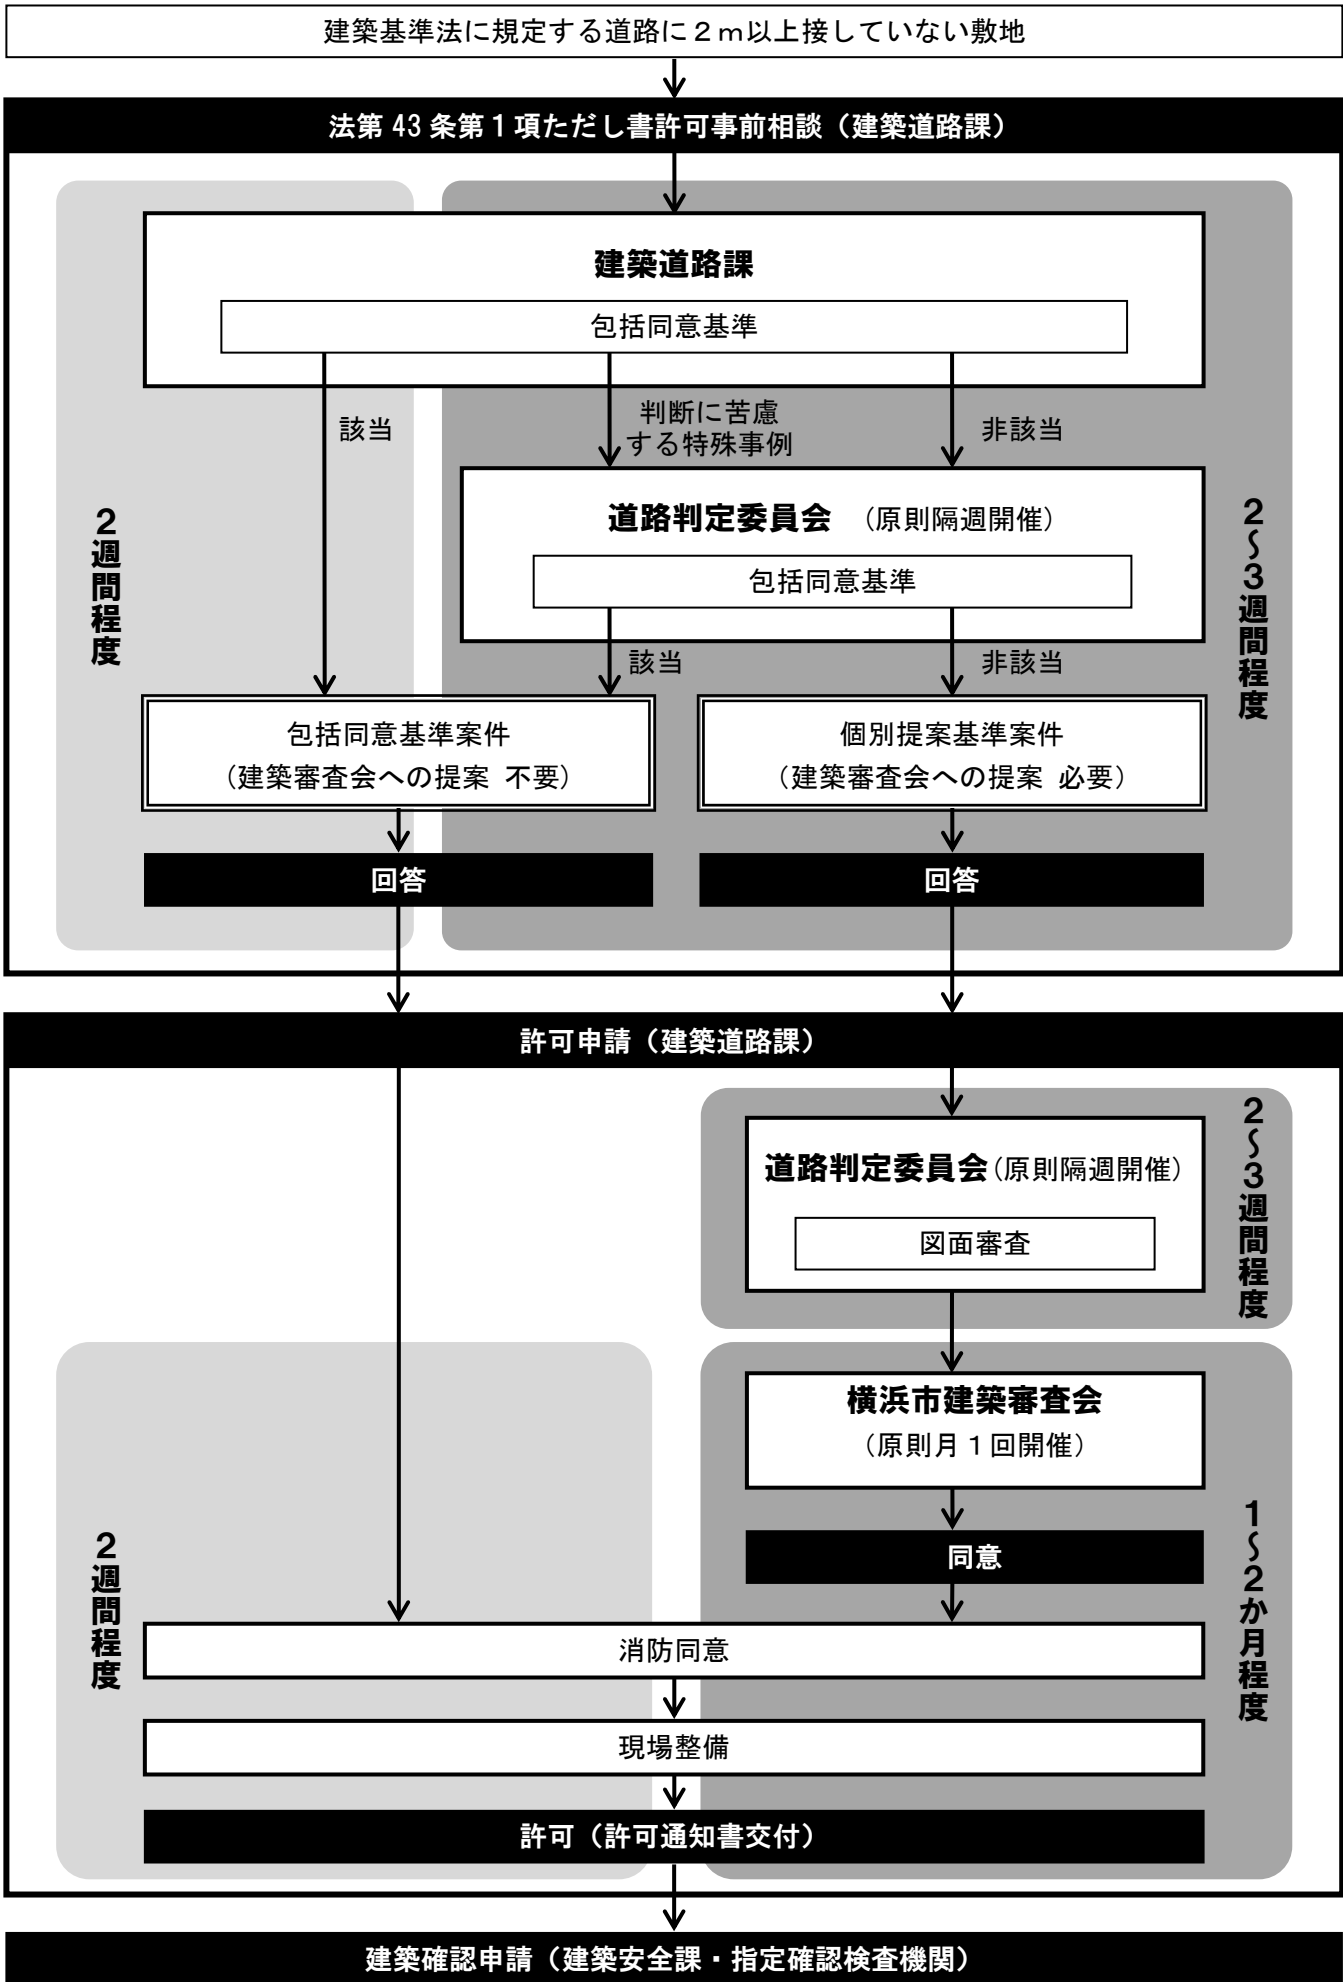 建築基準法に規定する道路に２ｍ以上接していない敷地
法第 43 条第１項ただし書許可事前相談（建築道路課）
建築道路課
包括同意基準
該当
判断に苦慮
する特殊事例
非該当
２週間程度
道路判定委員会 （原則隔週開催）
包括同意基準
２～３週間程度
該当
非該当
包括同意基準案件
（建築審査会への提案 不要）
個別提案基準案件
（建築審査会への提案 必要）
回答
回答
許可申請（建築道路課）
道路判定委員会（原則隔週開催）
図面審査
２～３週間程度
横浜市建築審査会
（原則月１回開催）
同意
１～２か月程度
２週間程度
消防同意
現場整備
許可（許可通知書交付）
建築確認申請（建築安全課・指定確認検査機関）